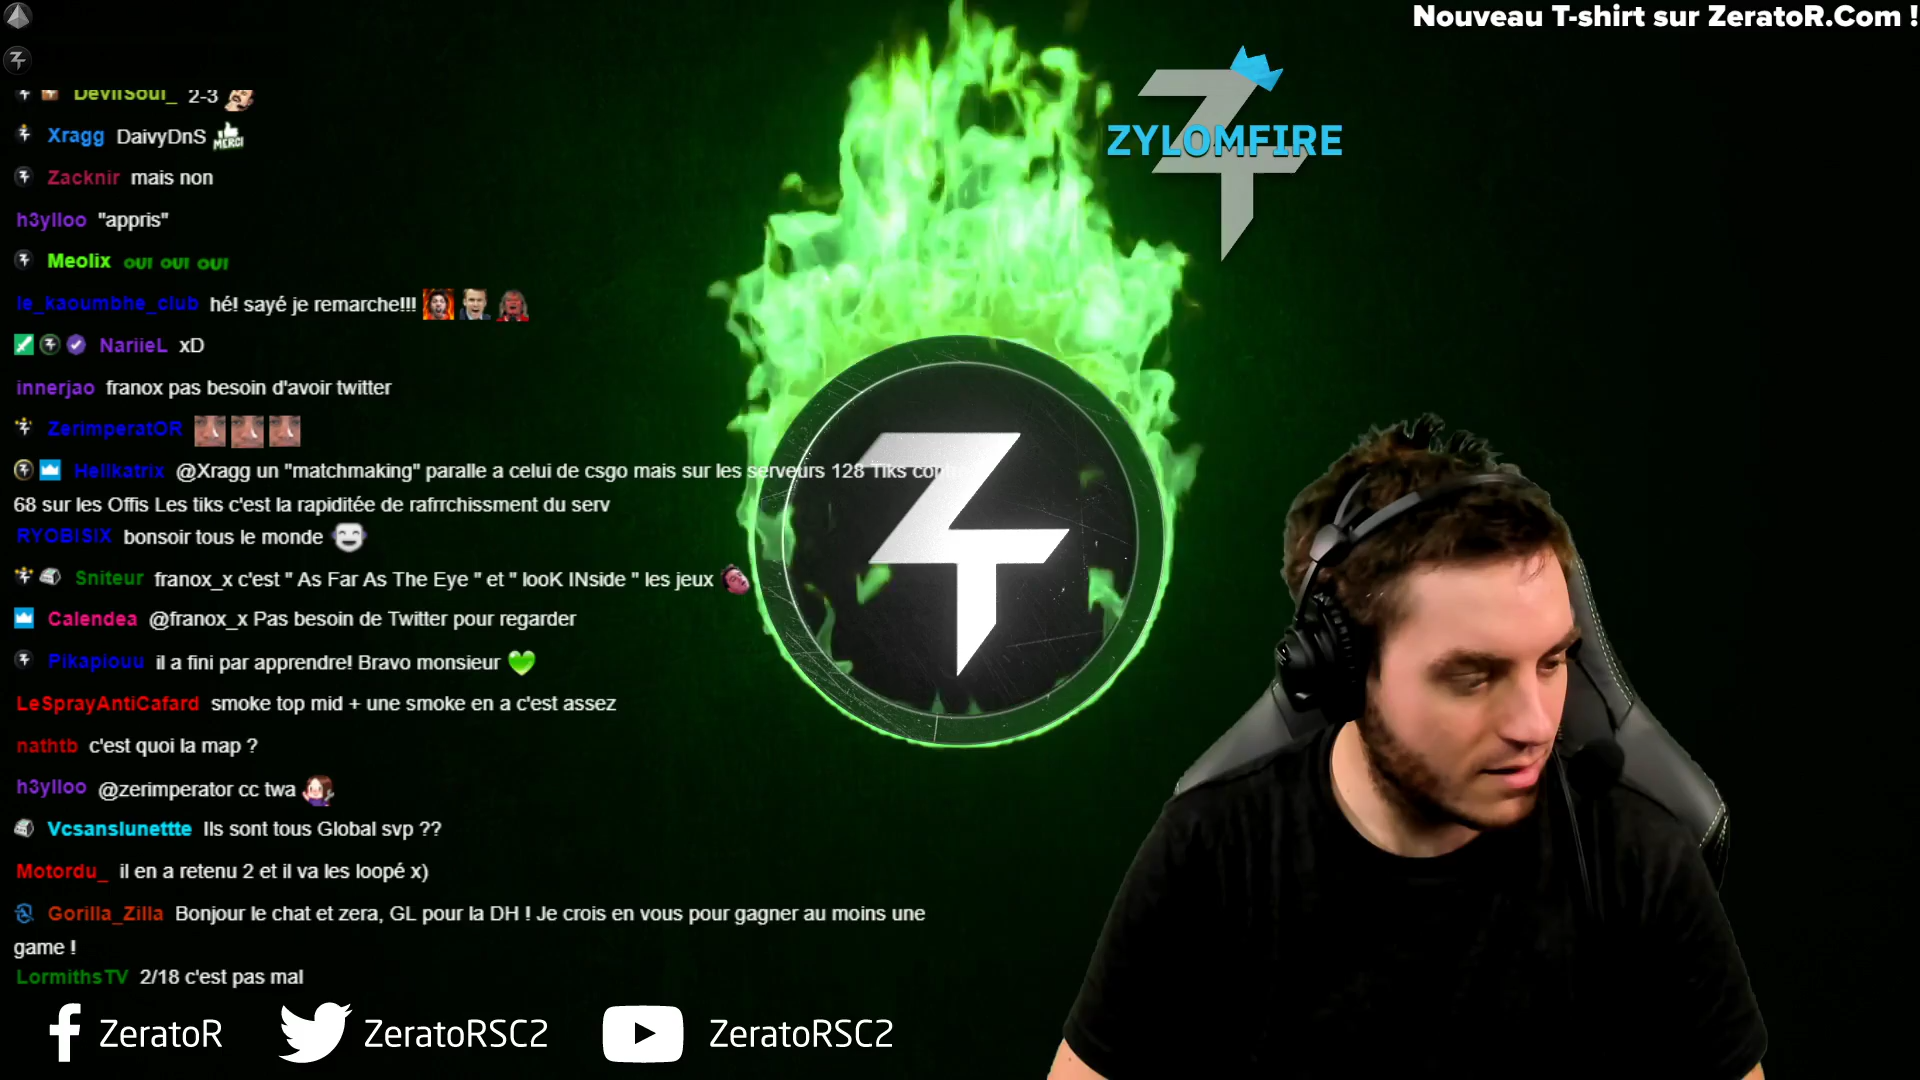 Nouveau T-shirt sur ZeratoR.Com !
ZYLOMFIRE
DevilSoul_ 2-3
Xragg DaivyDnS MERCI
Zacknir mais non
h3ylloo "appris"
Meolix OUI OUI OUI
le_kaoumbhe_club hé! sayé je remarche!!!
NariieL xD
innerjao franox pas besoin d'avoir twitter
ZerimperatOR
Hellkatrix @Xragg un "matchmaking" paralle a celui de csgo mais sur les serveurs 128 Tiks contre
68 sur les Offis Les tiks c'est la rapiditée de rafrrchissment du serv
RYOBISIX bonsoir tous le monde
Sniteur franox_x c'est " As Far As The Eye " et " looK INside " les jeux
Calendea @franox_x Pas besoin de Twitter pour regarder
Pikapiouu il a fini par apprendre! Bravo monsieur
LeSprayAntiCafard smoke top mid + une smoke en a c'est assez
nathtb c'est quoi la map ?
h3ylloo @zerimperator cc twa
Vcsanslunettte Ils sont tous Global svp ??
Motordu_ il en a retenu 2 et il va les loopé x)
Gorilla_Zilla Bonjour le chat et zera, GL pour la DH ! Je crois en vous pour gagner au moins une
game !
LormithsTV 2/18 c'est pas mal
ZeratoR ZeratoRSC2 ZeratoRSC2